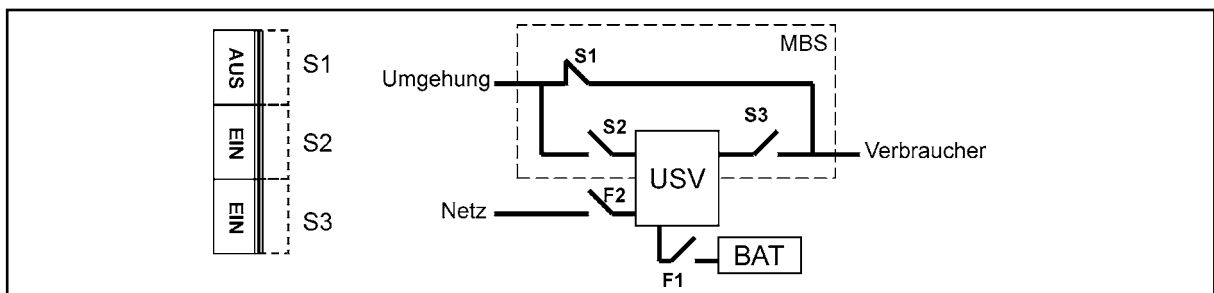 AUS
S1
EIN
S2
EIN
S3
MBS
S1
Umgehung
S2
S3
Verbraucher
USV
F2
Netz
BAT
F1